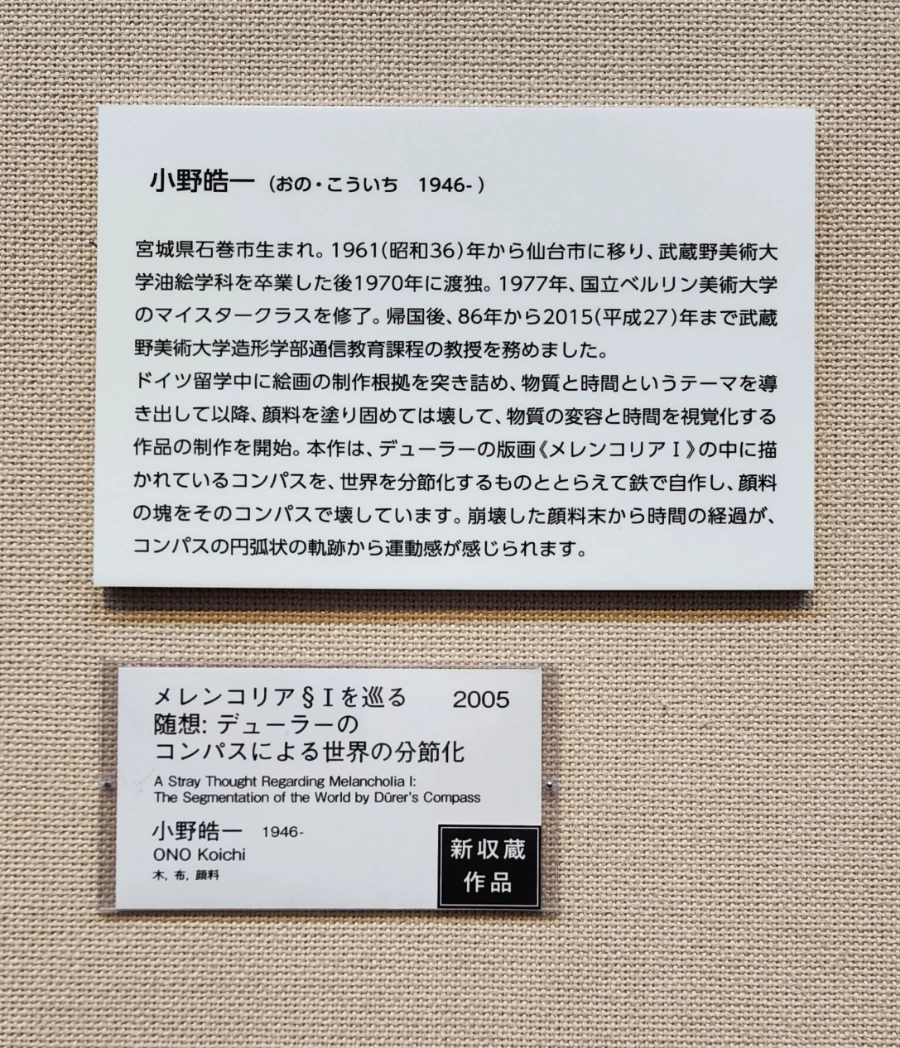 小野皓一（おの・こういち　1946- ）
宮城県石巻市生まれ。1961（昭和36）年から仙台市に移り、武蔵野美術大
学油絵学科を卒業した後1970年に渡独。1977年、国立ベルリン美術大学
のマイスタークラスを修了。帰国後、86年から2015（平成27）年まで武蔵
野美術大学造形学部通信教育課程の教授を務めました。
ドイツ留学中に絵画の制作根拠を突き詰め、物質と時間というテーマを導
き出して以降、顔料を塗り固めては壊して、物質の変容と時間を視覚化する
作品の制作を開始。本作は、デューラーの版画《メレンコリアⅠ》の中に描
かれているコンパスを、世界を分節化するものととらえて鉄で自作し、顔料
の塊をそのコンパスで壊しています。崩壊した顔料末から時間の経過が、
コンパスの円弧状の軌跡から運動感が感じられます。
メレンコリア§Ⅰを巡る　2005
随想: デューラーの
コンパスによる世界の分節化
A Stray Thought Regarding Melancholia I:
The Segmentation of the World by Dūrer's Compass
小野皓一　1946-
ONO Koichi
木, 布, 顔料
新収蔵
作品